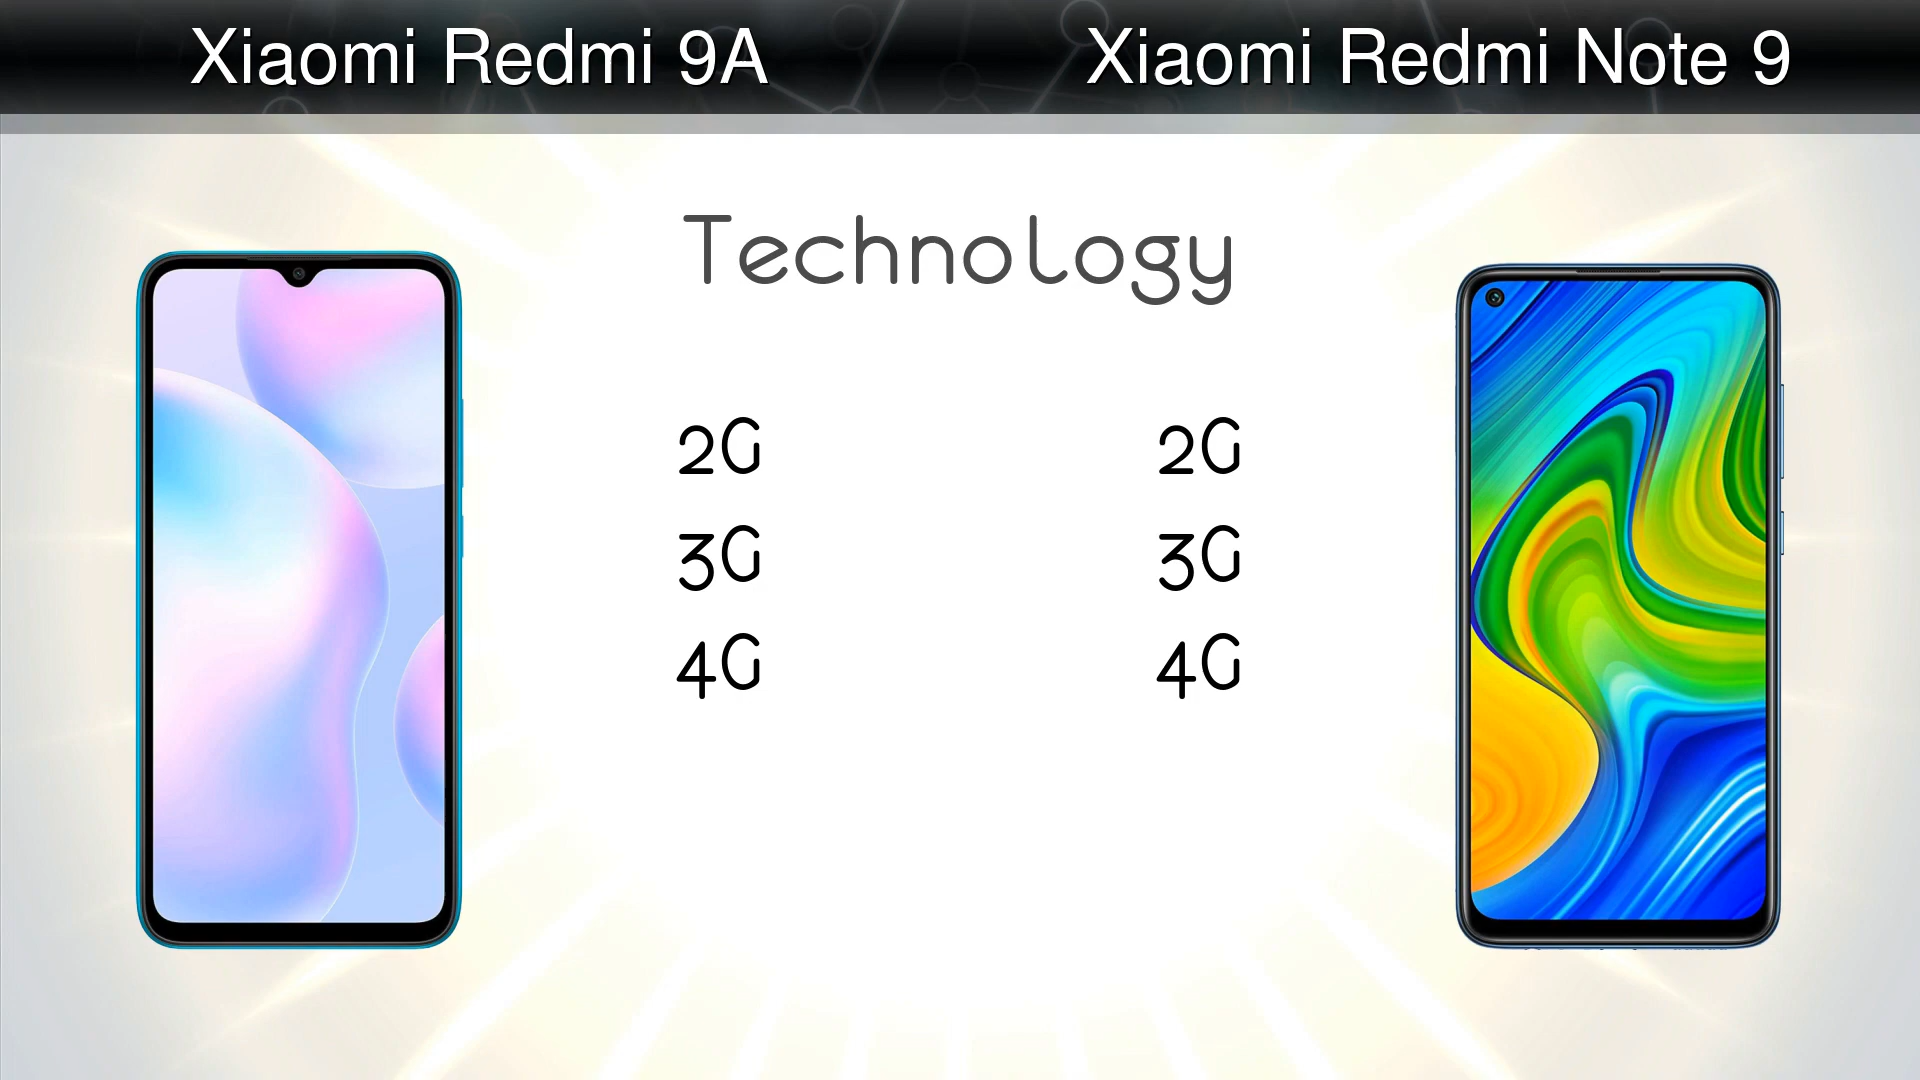 Xiaomi Redmi 9A
Xiaomi Redmi Note 9
Technology
2G 2G
3G 3G
4G 4G